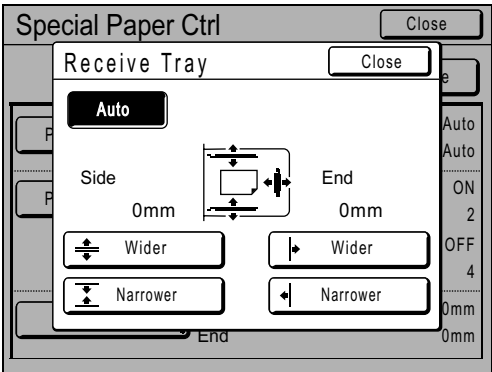 Special Paper Ctrl
Close
Receive Tray
Close
e
Auto
P
Auto
Auto
Side
End
P
ON
0mm
0mm
2
Wider
Wider
OFF
4
Narrower
Narrower
0mm
End
0mm